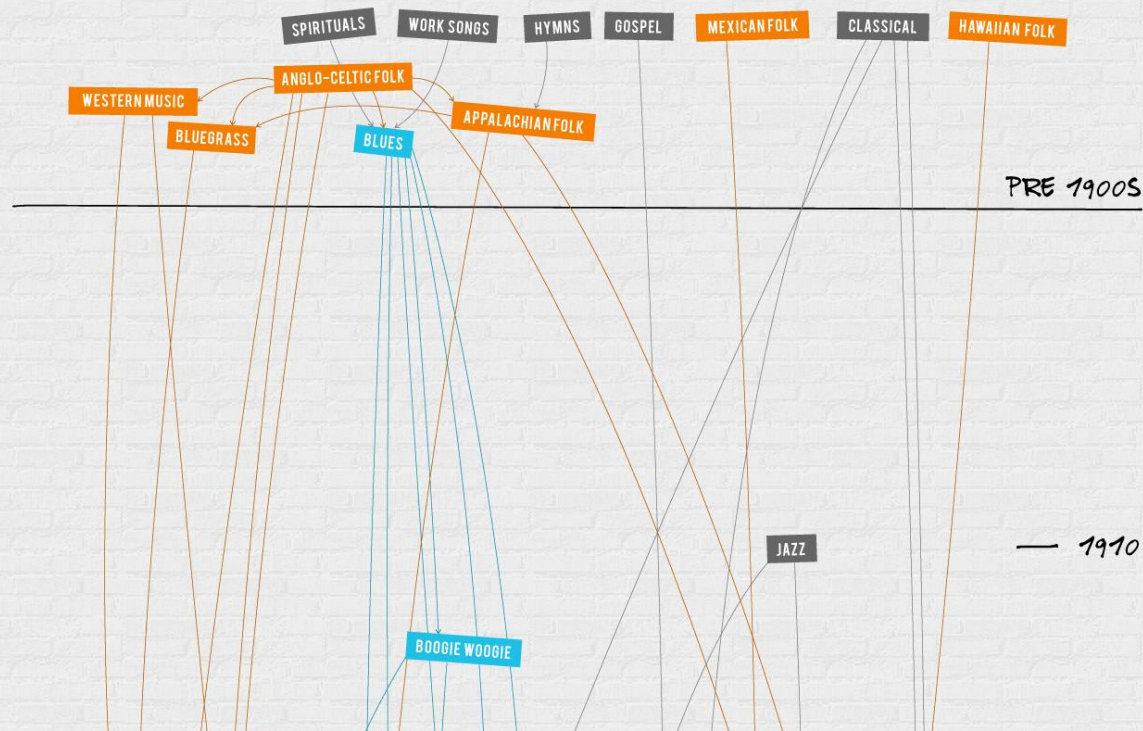 SPIRITUALS
WORK SONGS
HYMNS
GOSPEL
MEXICAN FOLK
CLASSICAL
HAWAIIAN FOLK
ANGLO-CELTIC FOLK
WESTERN MUSIC
APPALACHIAN FOLK
BLUEGRASS
BLUES
PRE 1900S
JAZZ
1910
BOOGIE WOOGIE